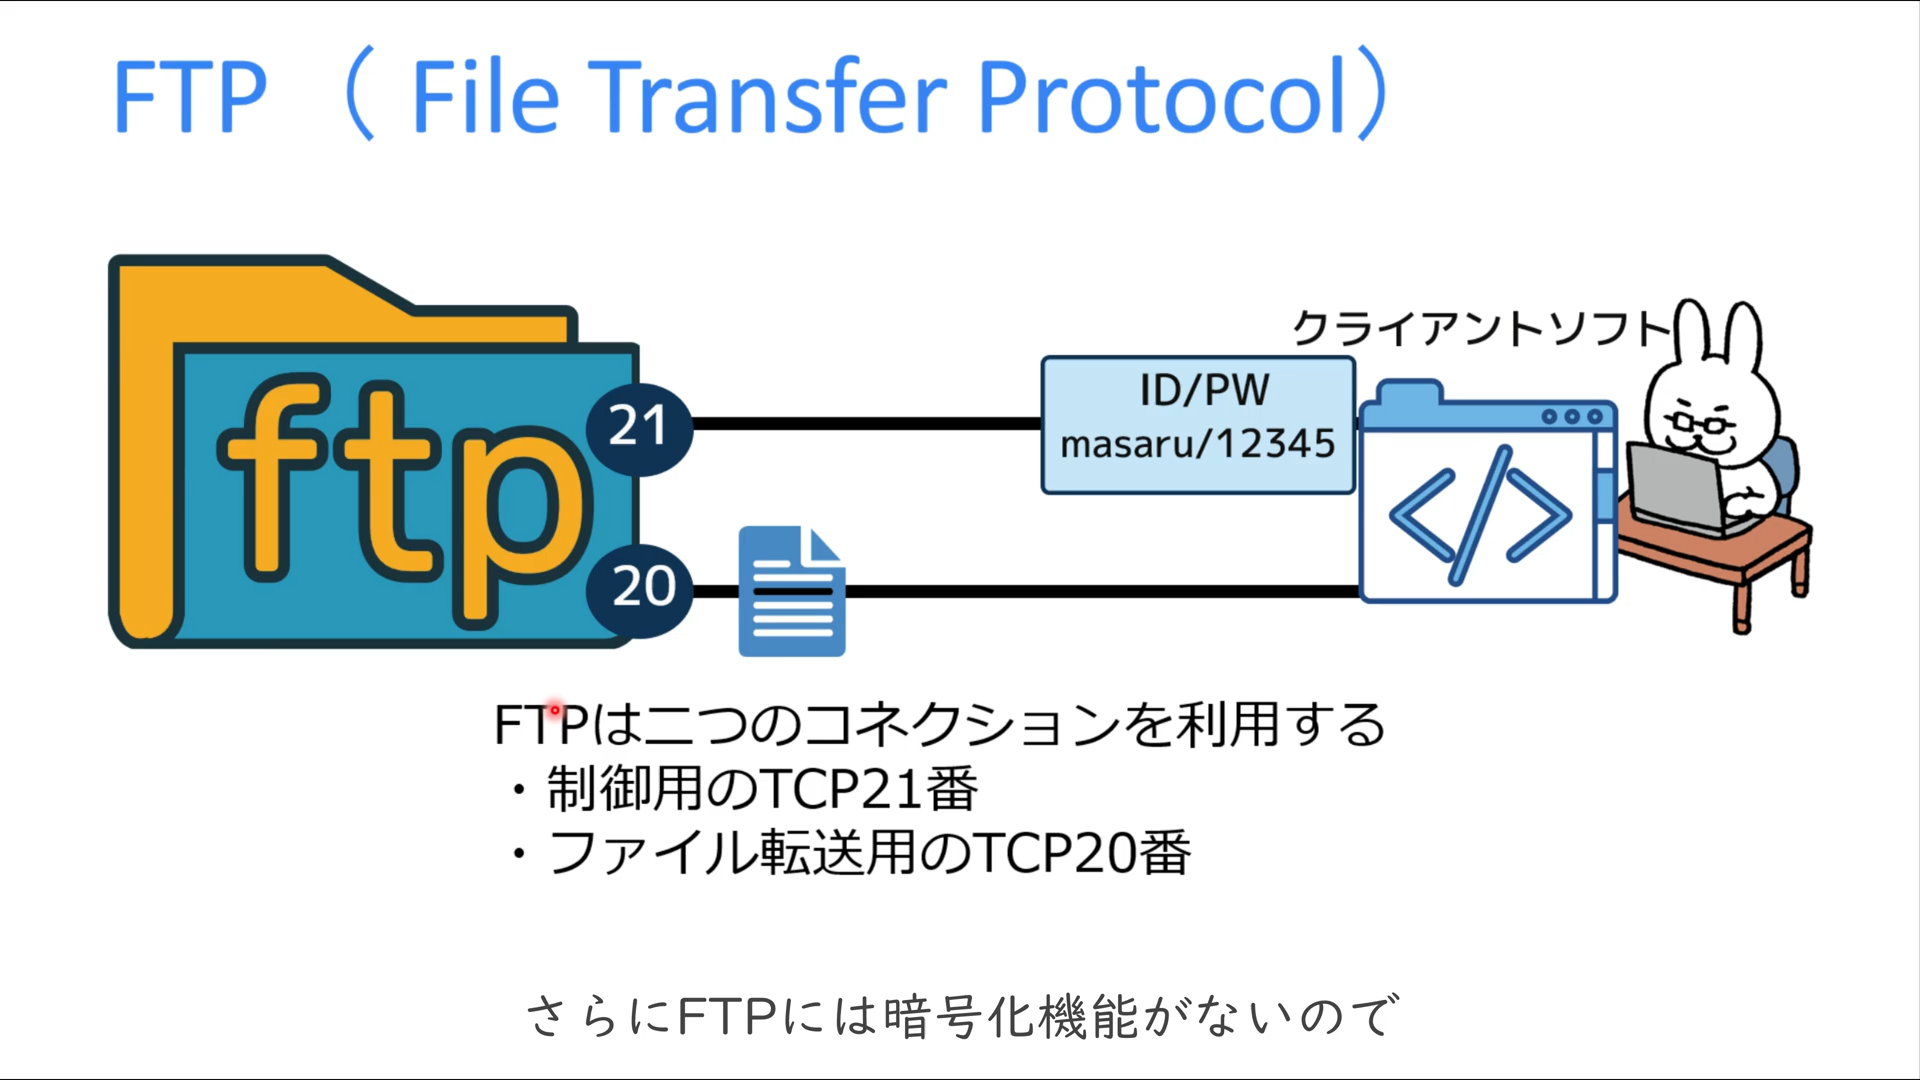 FTP（ File Transfer Protocol）
クライアントソフト
ftp
21
ID/PW
masaru/12345
</>
20
FTPは二つのコネクションを利用する
・制御用のTCP21番
・ファイル転送用のTCP20番
さらにFTPには暗号化機能がないので